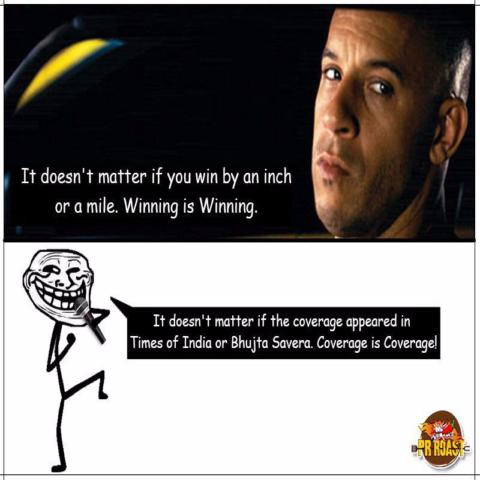 It doesn't matter if you win by an inch
or a mile. Winning is Winning.
It doesn't matter if the coverage appeared in
Times of India or Bhujta Savera. Coverage is Coverage!
PR ROAST